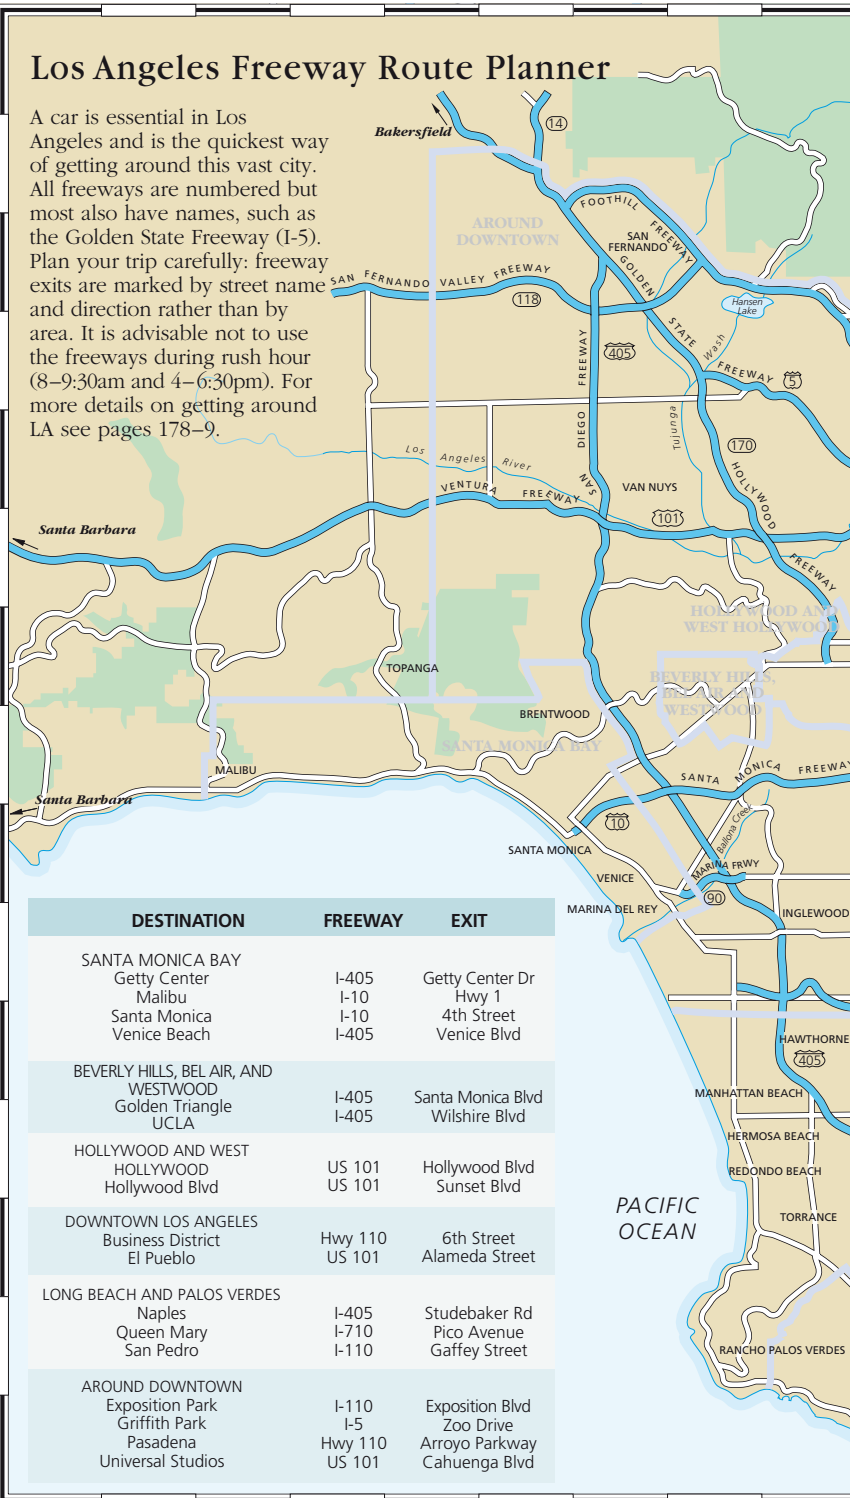 Los Angeles Freeway Route Planner
A car is essential in Los
Angeles and is the quickest way
of getting around this vast city.
All freeways are numbered but
most also have names, such as
the Golden State Freeway (I-5).
Plan your trip carefully: freeway
exits are marked by street name
and direction rather than by
area. It is advisable not to use
the freeways during rush hour
(8–9:30am and 4–6:30pm). For
more details on getting around
LA see pages 178–9.
Bakersfield
14
AROUND
DOWNTOWN
FOOTHILL FREEWAY
SAN
FERNANDO
SAN FERNANDO VALLEY FREEWAY
118
GOLDEN STATE FREEWAY
5
Hansen
Lake
405
SAN DIEGO FREEWAY
Tujunga Wash
170
HOLLYWOOD FREEWAY
Los Angeles River
VENTURA FREEWAY
VAN NUYS
101
Santa Barbara
HOLLYWOOD AND
WEST HOLLYWOOD
TOPANGA
BEVERLY HILLS,
BEL AIR AND
WESTWOOD
BRENTWOOD
SANTA MONICA BAY
MALIBU
SANTA MONICA FREEWAY
Santa Barbara
10
Ballona Creek
SANTA MONICA
MARINA FRWY
VENICE
90
MARINA DEL REY
INGLEWOOD
HAWTHORNE
405
MANHATTAN BEACH
HERMOSA BEACH
REDONDO BEACH
PACIFIC
OCEAN
TORRANCE
RANCHO PALOS VERDES
DESTINATION FREEWAY EXIT
SANTA MONICA BAY
Getty Center I-405 Getty Center Dr
Malibu I-10 Hwy 1
Santa Monica I-10 4th Street
Venice Beach I-405 Venice Blvd
BEVERLY HILLS, BEL AIR, AND
WESTWOOD
Golden Triangle I-405 Santa Monica Blvd
UCLA I-405 Wilshire Blvd
HOLLYWOOD AND WEST
HOLLYWOOD US 101 Hollywood Blvd
Hollywood Blvd US 101 Sunset Blvd
DOWNTOWN LOS ANGELES
Business District Hwy 110 6th Street
El Pueblo US 101 Alameda Street
LONG BEACH AND PALOS VERDES
Naples I-405 Studebaker Rd
Queen Mary I-710 Pico Avenue
San Pedro I-110 Gaffey Street
AROUND DOWNTOWN
Exposition Park I-110 Exposition Blvd
Griffith Park I-5 Zoo Drive
Pasadena Hwy 110 Arroyo Parkway
Universal Studios US 101 Cahuenga Blvd